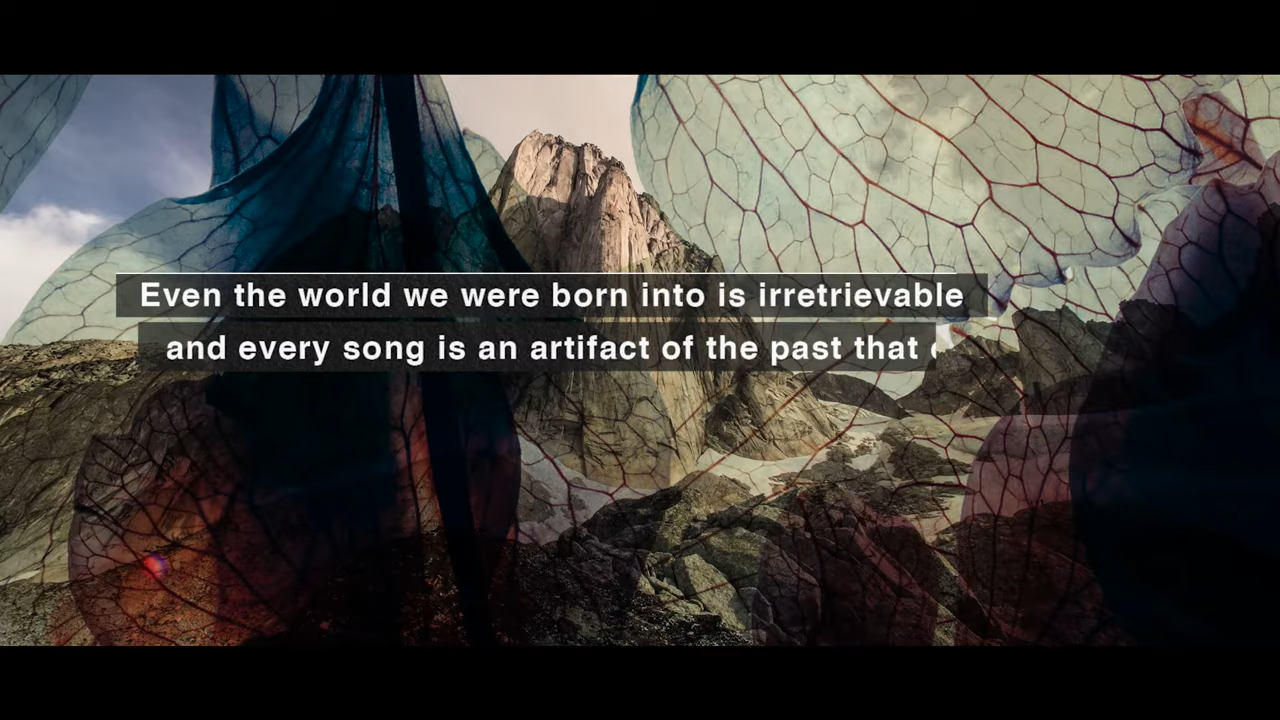 Even the world we were born into is irretrievable
and every song is an artifact of the past that